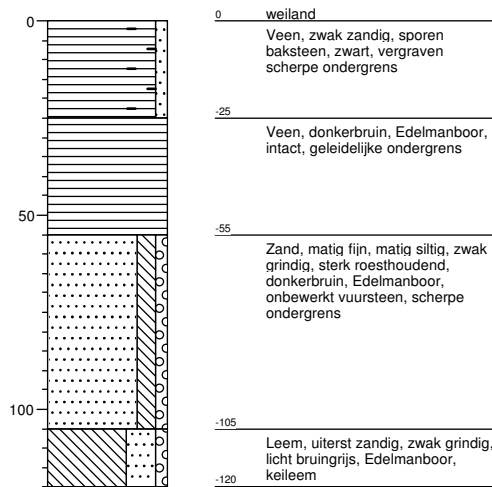 0
0 weiland
Veen, zwak zandig, sporen
baksteen, zwart, vergraven
scherpe ondergrens
-25
Veen, donkerbruin, Edelmanboor,
intact, geleidelijke ondergrens
50
-55
Zand, matig fijn, matig siltig, zwak
grindig, sterk roesthoudend,
donkerbruin, Edelmanboor,
onbewerkt vuursteen, scherpe
ondergrens
100
-105
Leem, uiterst zandig, zwak grindig,
licht bruingrijs, Edelmanboor,
keileem
-120